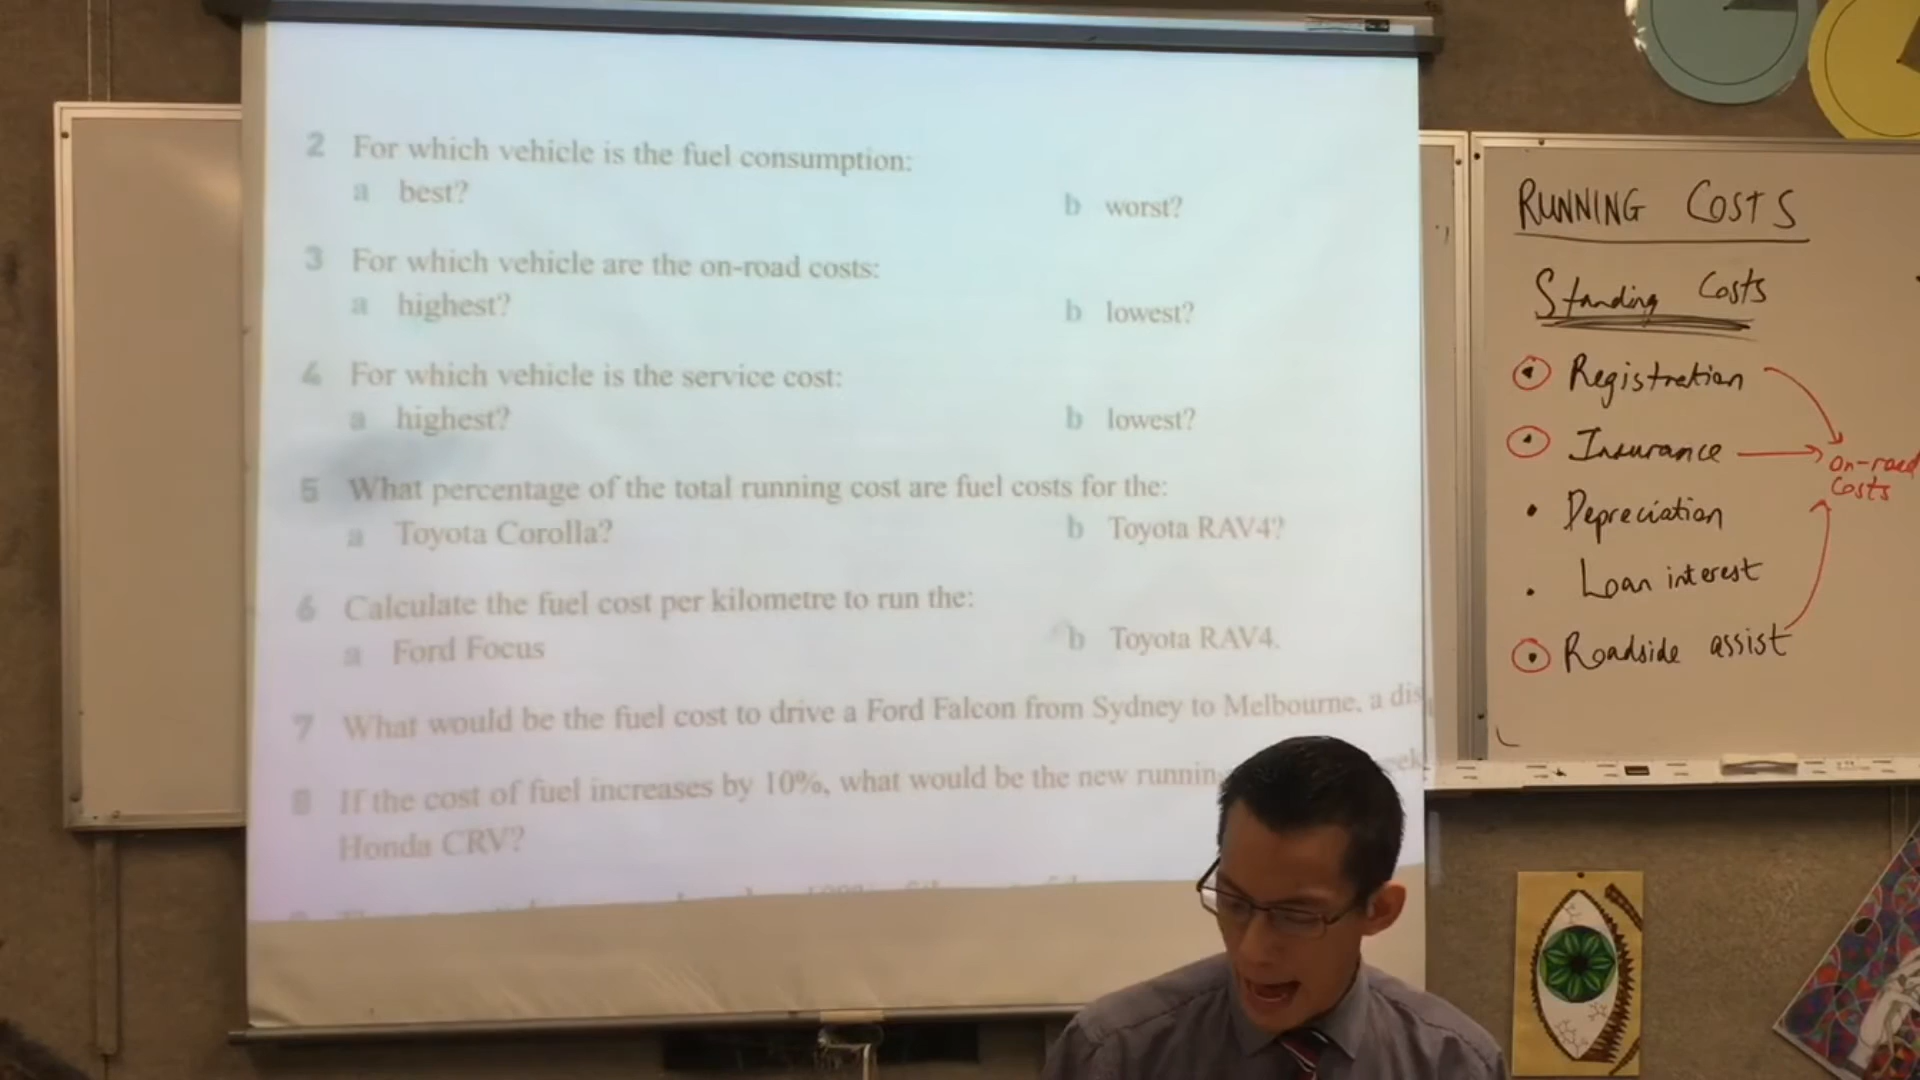 2 For which vehicle is the fuel consumption:
a best?
b worst?
3 For which vehicle are the on-road costs:
a highest?
b lowest?
4 For which vehicle is the service cost:
a highest?
b lowest?
5 What percentage of the total running cost are fuel costs for the:
a Toyota Corolla?
b Toyota RAV4?
6 Calculate the fuel cost per kilometre to run the:
a Ford Focus
b Toyota RAV4.
7 What would be the fuel cost to drive a Ford Falcon from Sydney to Melbourne, a dis
8 If the cost of fuel increases by 10%, what would be the new runnin
Honda CRV?
RUNNING COSTS
Standing Costs
• Registration
• Insurance
• Depreciation
• Loan interest
• Roadside assist
on-road
costs